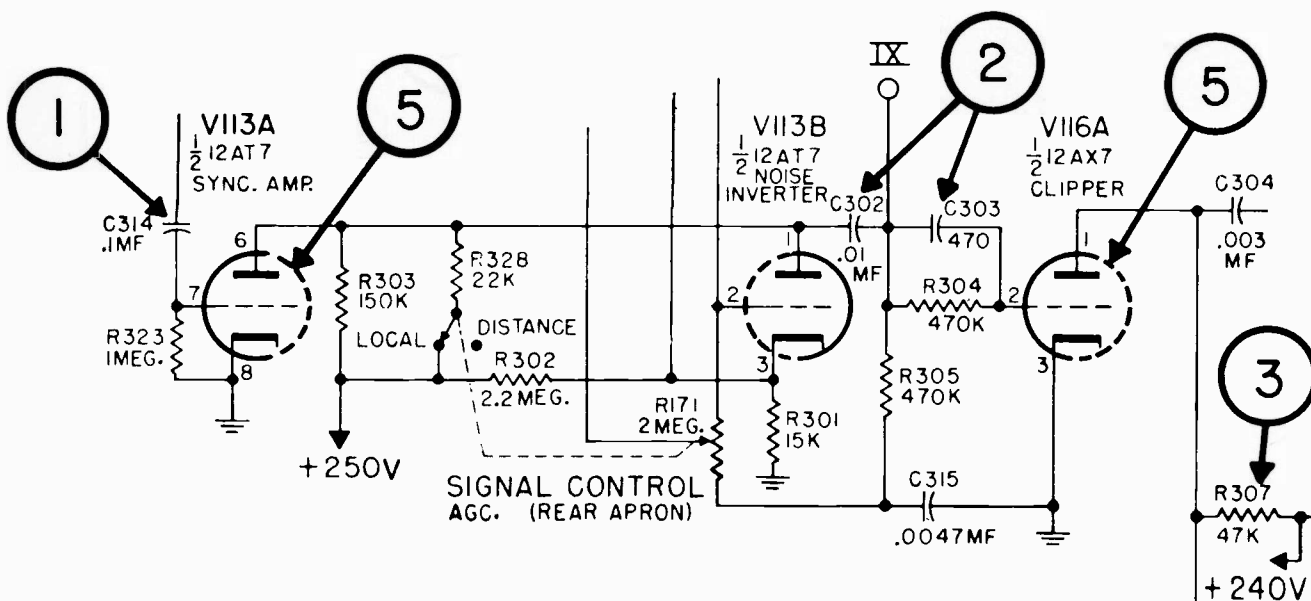 1
5
2
5
3
V113A
1/2 12AT7
SYNC. AMP.
C314
.1MF
6
7
8
R323
1MEG.
R303
150K
R328
22K
LOCAL
DISTANCE
R302
2.2MEG.
+250V
SIGNAL CONTROL
AGC. (REAR APRON)
R171
2MEG.
V113B
1/2 12AT7
NOISE
INVERTER
1
2
3
R301
15K
IX
C302
.01
MF
C303
470
R304
470K
R305
470K
C315
.0047MF
V116A
1/2 12AX7
CLIPPER
1
2
3
C304
.003
MF
R307
47K
+240V